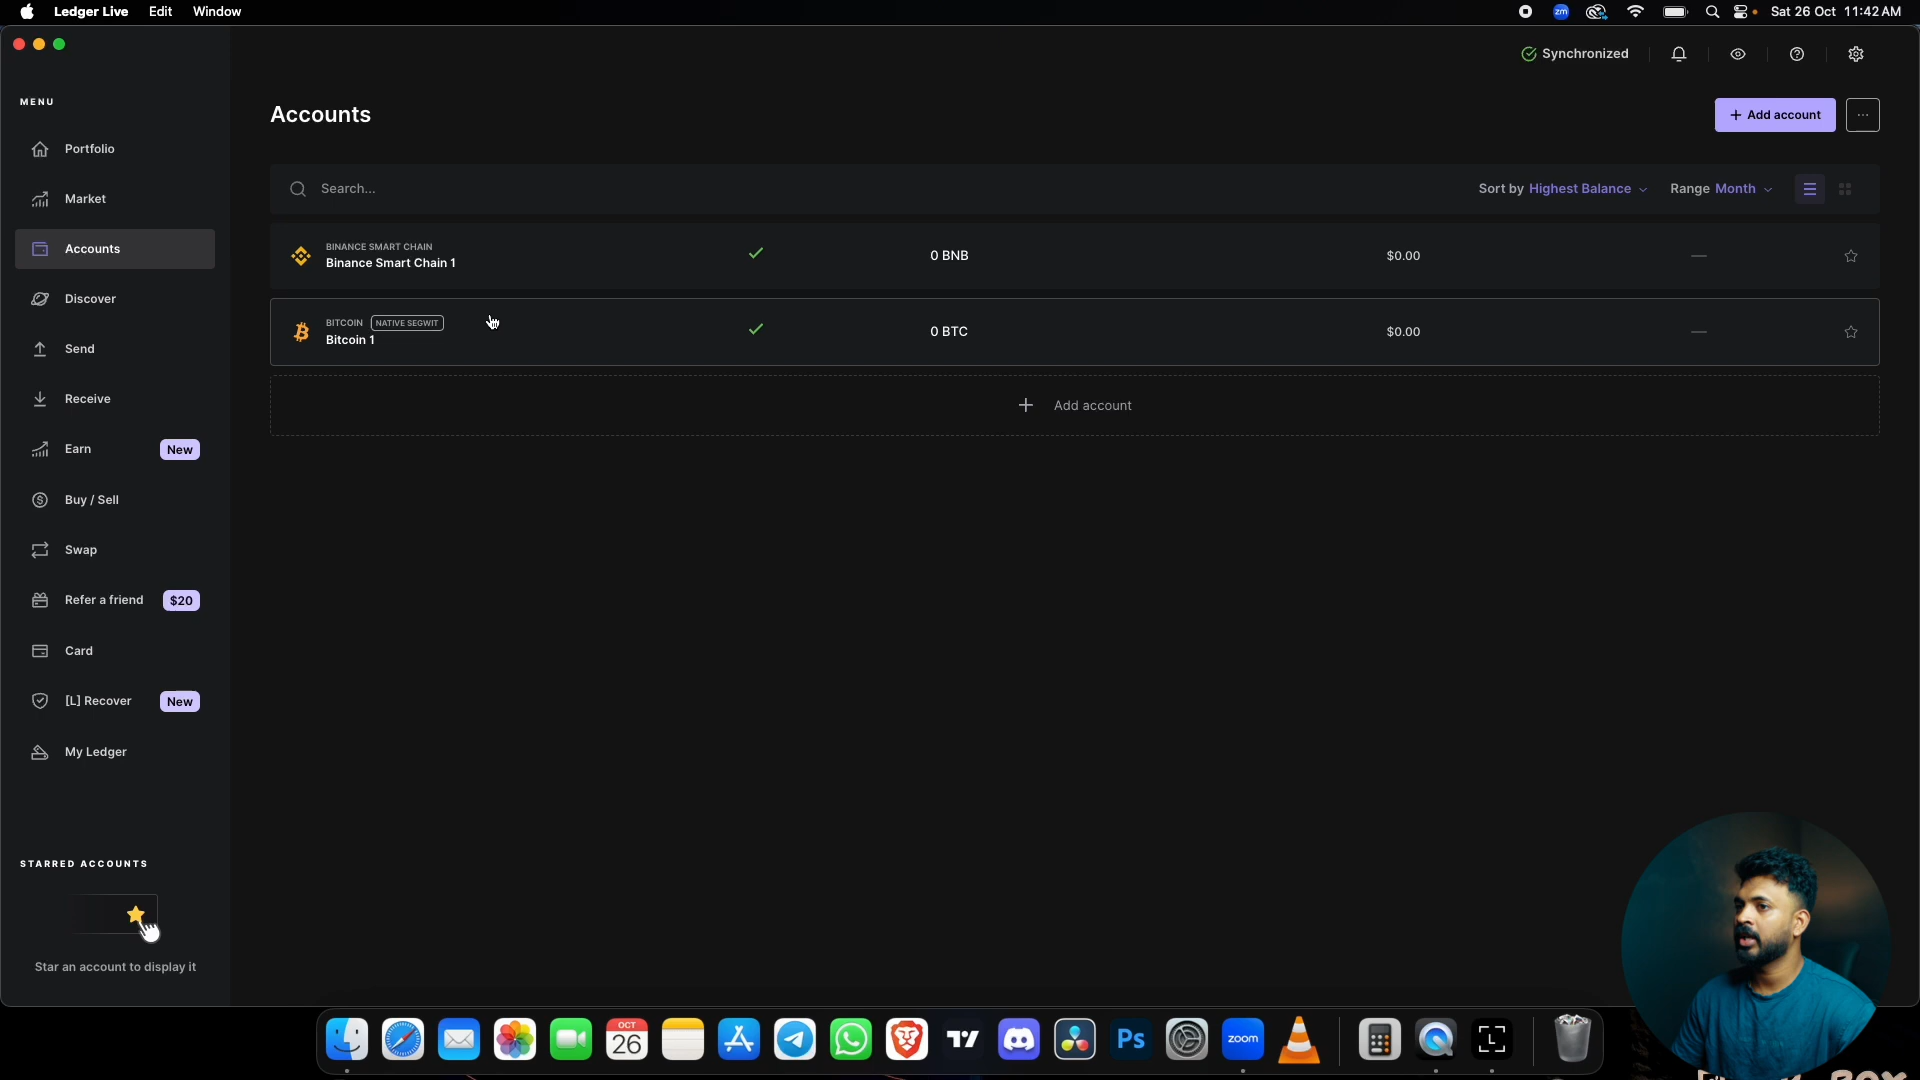 Ledger Live Edit Window
zm
Sat 26 Oct 11:42 AM
Synchronized
MENU
Portfolio
Market
Accounts
Discover
Send
Receive
Earn New
Buy / Sell
Swap
Refer a friend $20
Card
[L] Recover New
My Ledger
STARRED ACCOUNTS
Star an account to display it
Accounts
+ Add account ...
Search...
Sort by Highest Balance Range Month
BINANCE SMART CHAIN
Binance Smart Chain 1 0 BNB $0.00 —
BITCOIN NATIVE SEGWIT
Bitcoin 1 0 BTC $0.00 —
+ Add account
OCT
26
Ps
zoom